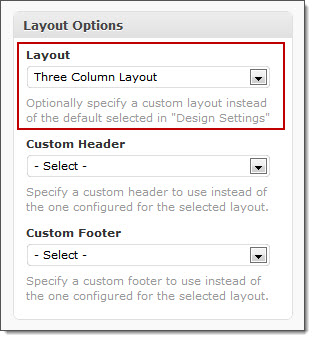 Layout Options
Layout
Three Column Layout
Optionally specify a custom layout instead
of the default selected in "Design Settings"
Custom Header
- Select -
Specify a custom header to use instead of
the one configured for the selected layout.
Custom Footer
- Select -
Specify a custom footer to use instead of
the one configured for the selected layout.